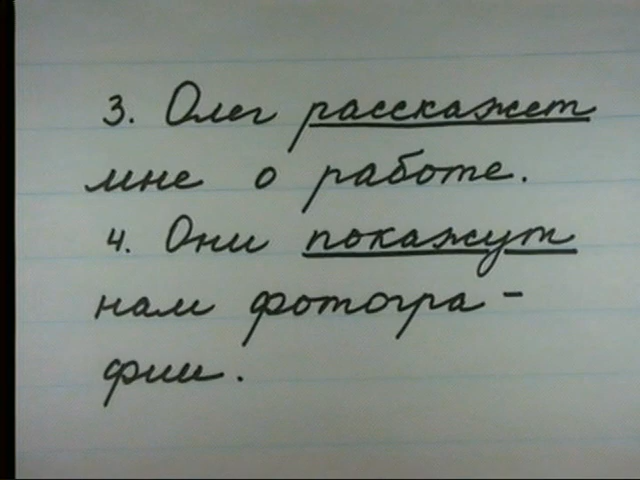 3. Олег расскажет
мне о работе.
4. Они покажут
нам фотогра-
фии.